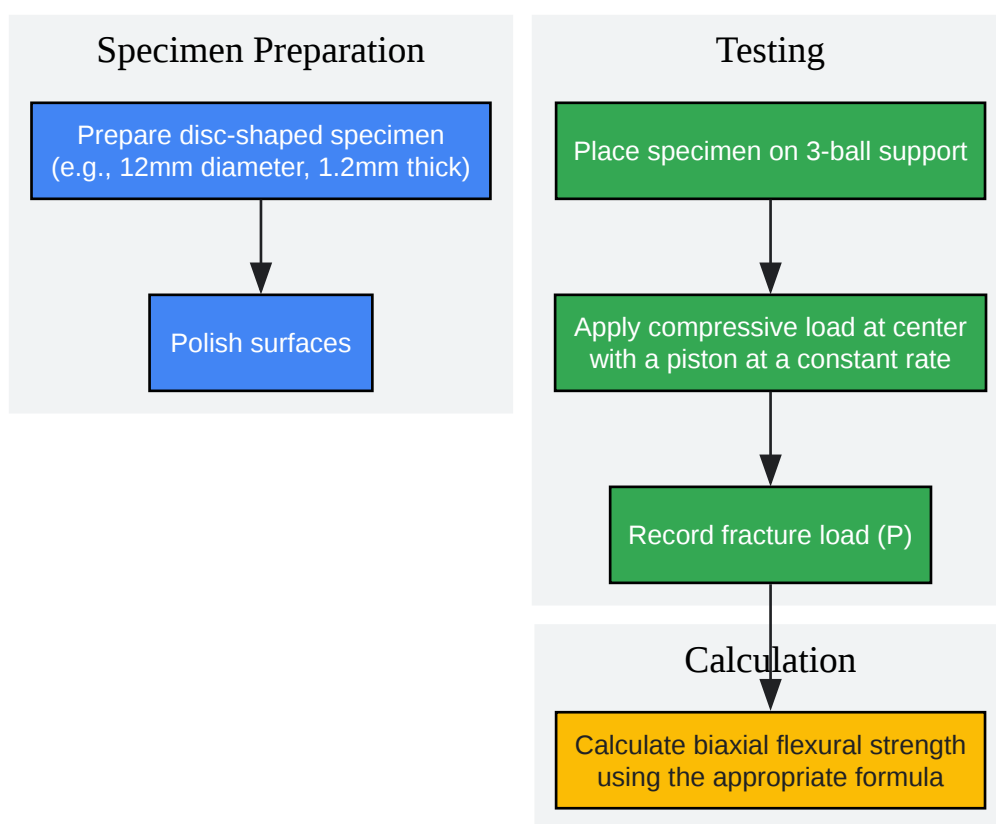 Specimen Preparation
Prepare disc-shaped specimen
(e.g., 12mm diameter, 1.2mm thick)
Polish surfaces
Testing
Place specimen on 3-ball support
Apply compressive load at center
with a piston at a constant rate
Record fracture load (P)
Calculation
Calculate biaxial flexural strength
using the appropriate formula